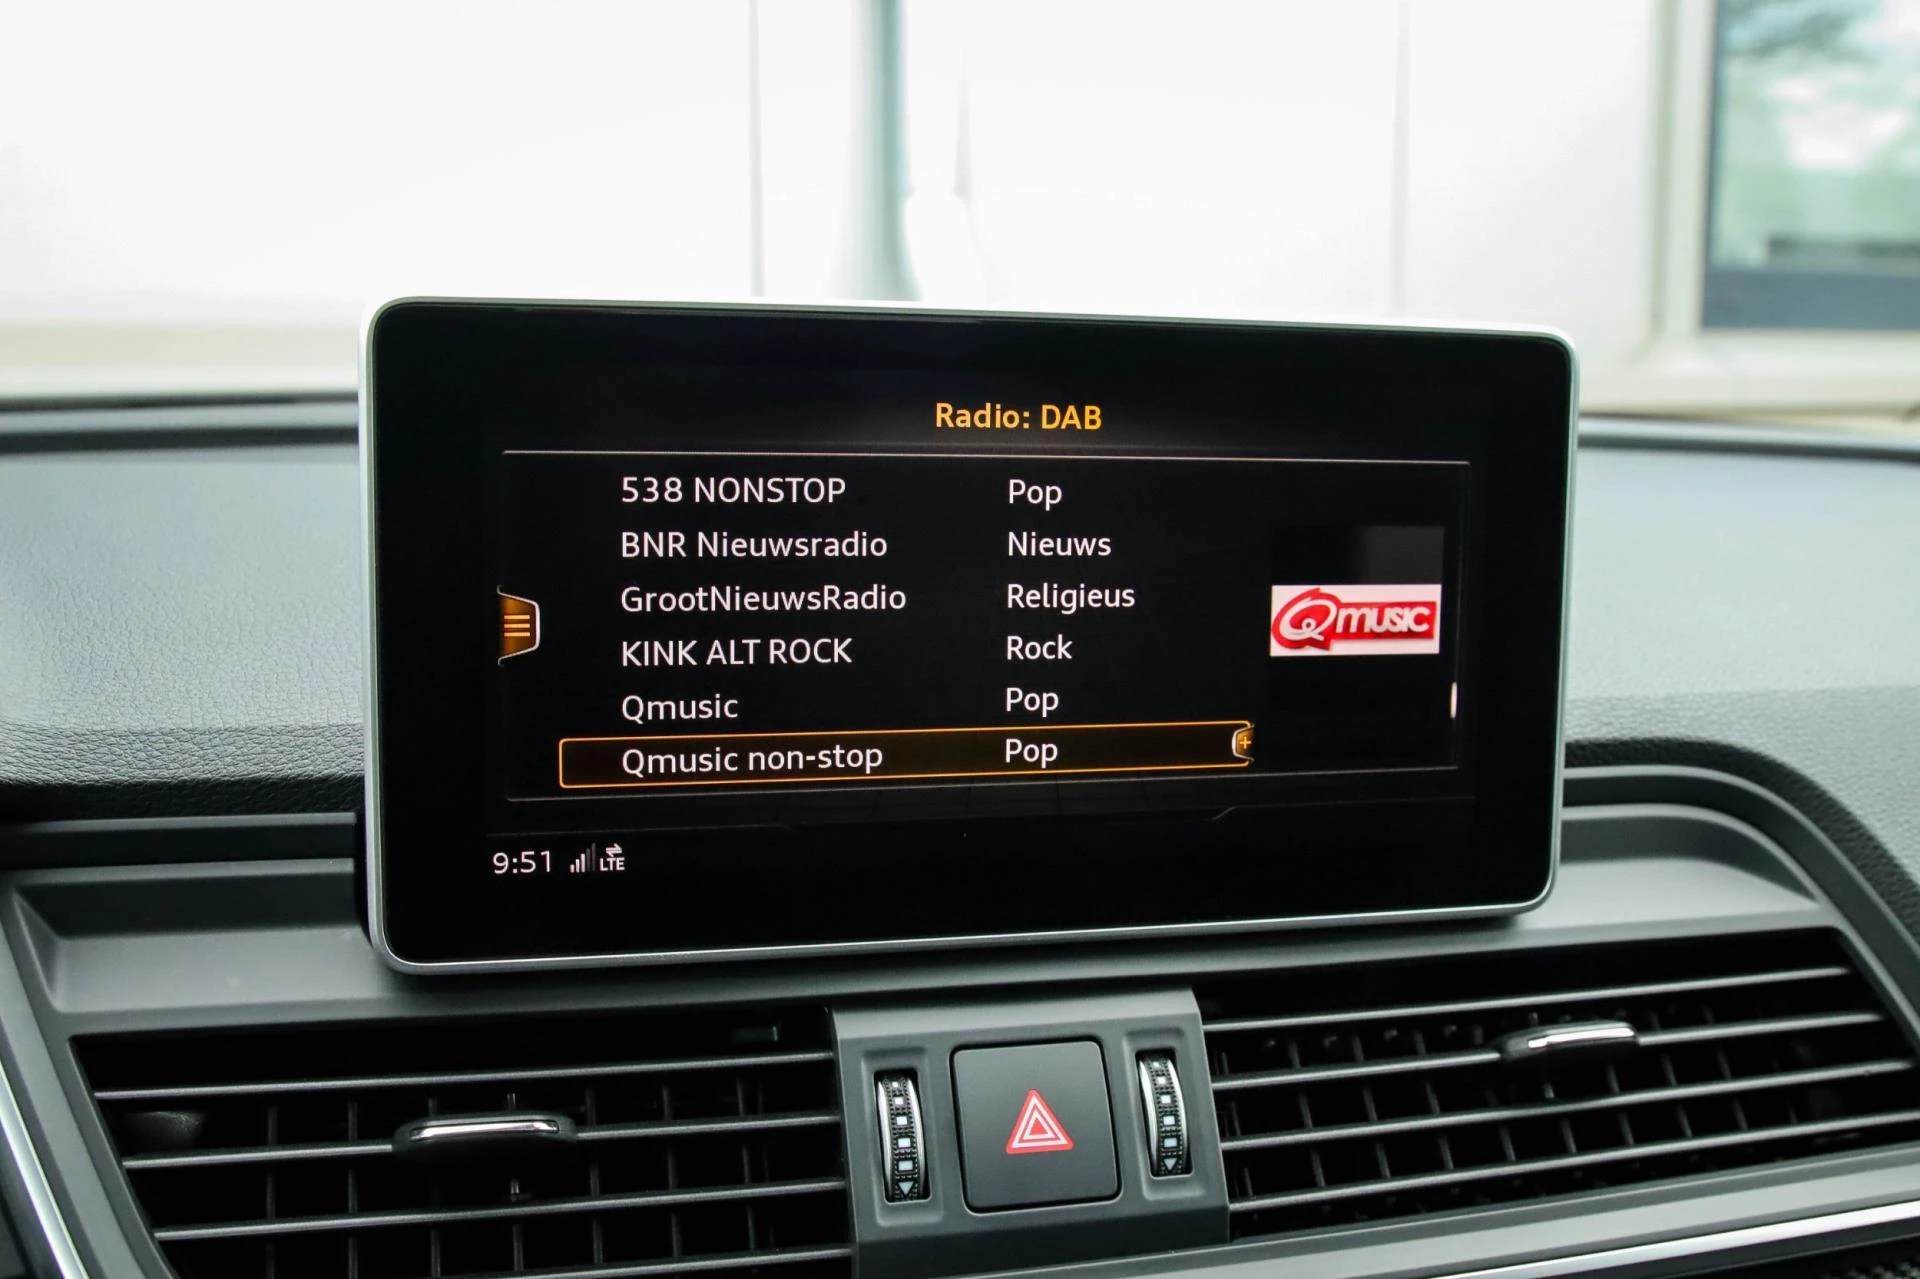 Radio: DAB
538 NONSTOP Pop
BNR Nieuwsradio Nieuws
GrootNieuwsRadio Religieus
KINK ALT ROCK Rock
Qmusic Pop
Qmusic non-stop Pop
Qmusic
9:51 LTE